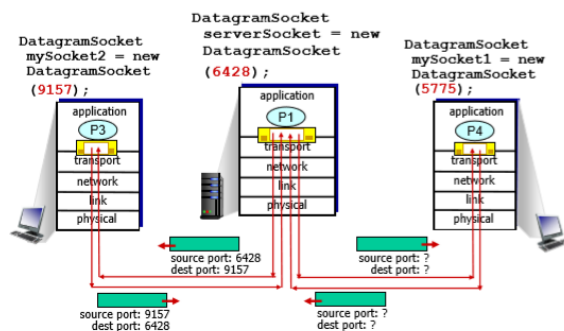 DatagramSocket
mySocket2 = new
DatagramSocket
(9157);
DatagramSocket
serverSocket = new
DatagramSocket
(6428);
DatagramSocket
mySocket1 = new
DatagramSocket
(5775);
application
P3
transport
network
link
physical
application
P1
transport
network
link
physical
application
P4
transport
network
link
physical
source port: 6428
dest port: 9157
source port: ?
dest port: ?
source port: 9157
dest port: 6428
source port: ?
dest port: ?